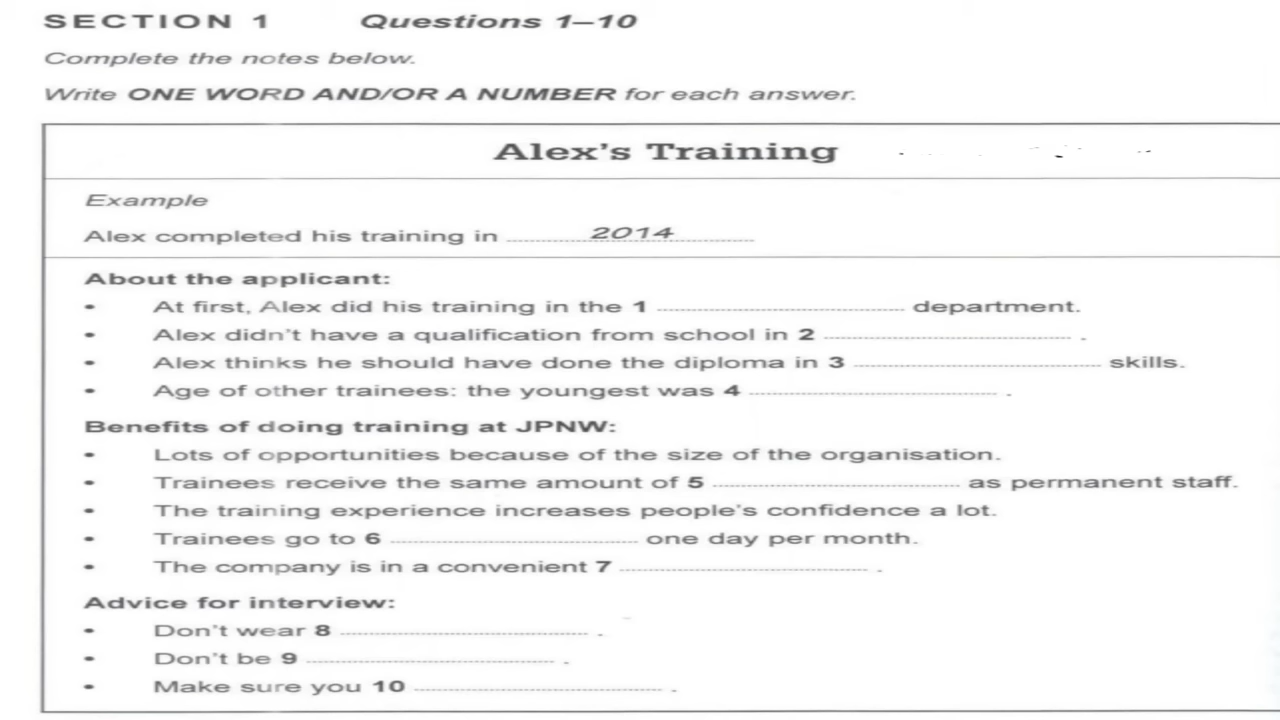 SECTION 1 Questions 1–10
Complete the notes below.
Write ONE WORD AND/OR A NUMBER for each answer.
Alex's Training
Example
Alex completed his training in .......... 2014 ..........
About the applicant:
• At first, Alex did his training in the 1 .................... department.
• Alex didn't have a qualification from school in 2 .................... .
• Alex thinks he should have done the diploma in 3 .................... skills.
• Age of other trainees: the youngest was 4 .................... .
Benefits of doing training at JPNW:
• Lots of opportunities because of the size of the organisation.
• Trainees receive the same amount of 5 .................... as permanent staff.
• The training experience increases people's confidence a lot.
• Trainees go to 6 .................... one day per month.
• The company is in a convenient 7 .................... .
Advice for interview:
• Don't wear 8 .................... .
• Don't be 9 .................... .
• Make sure you 10 .................... .